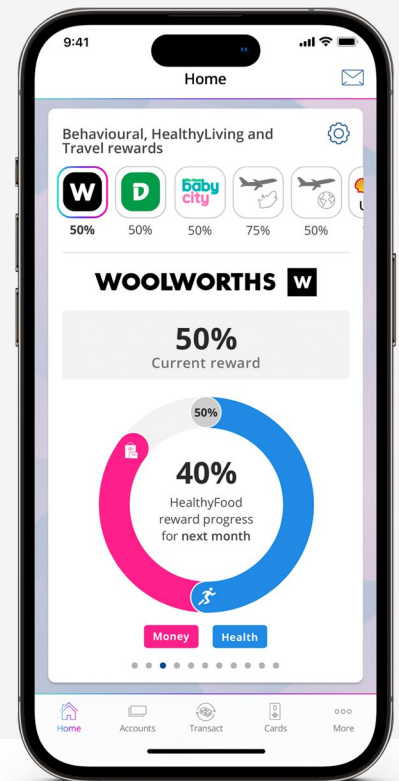 9:41
Home
Behavioural, HealthyLiving and
Travel rewards
W
D
baby
city
50%
50%
50%
75%
50%
WOOLWORTHS W
50%
Current reward
50%
40%
HealthyFood
reward progress
for next month
Money
Health
Home
Accounts
Transact
Cards
More